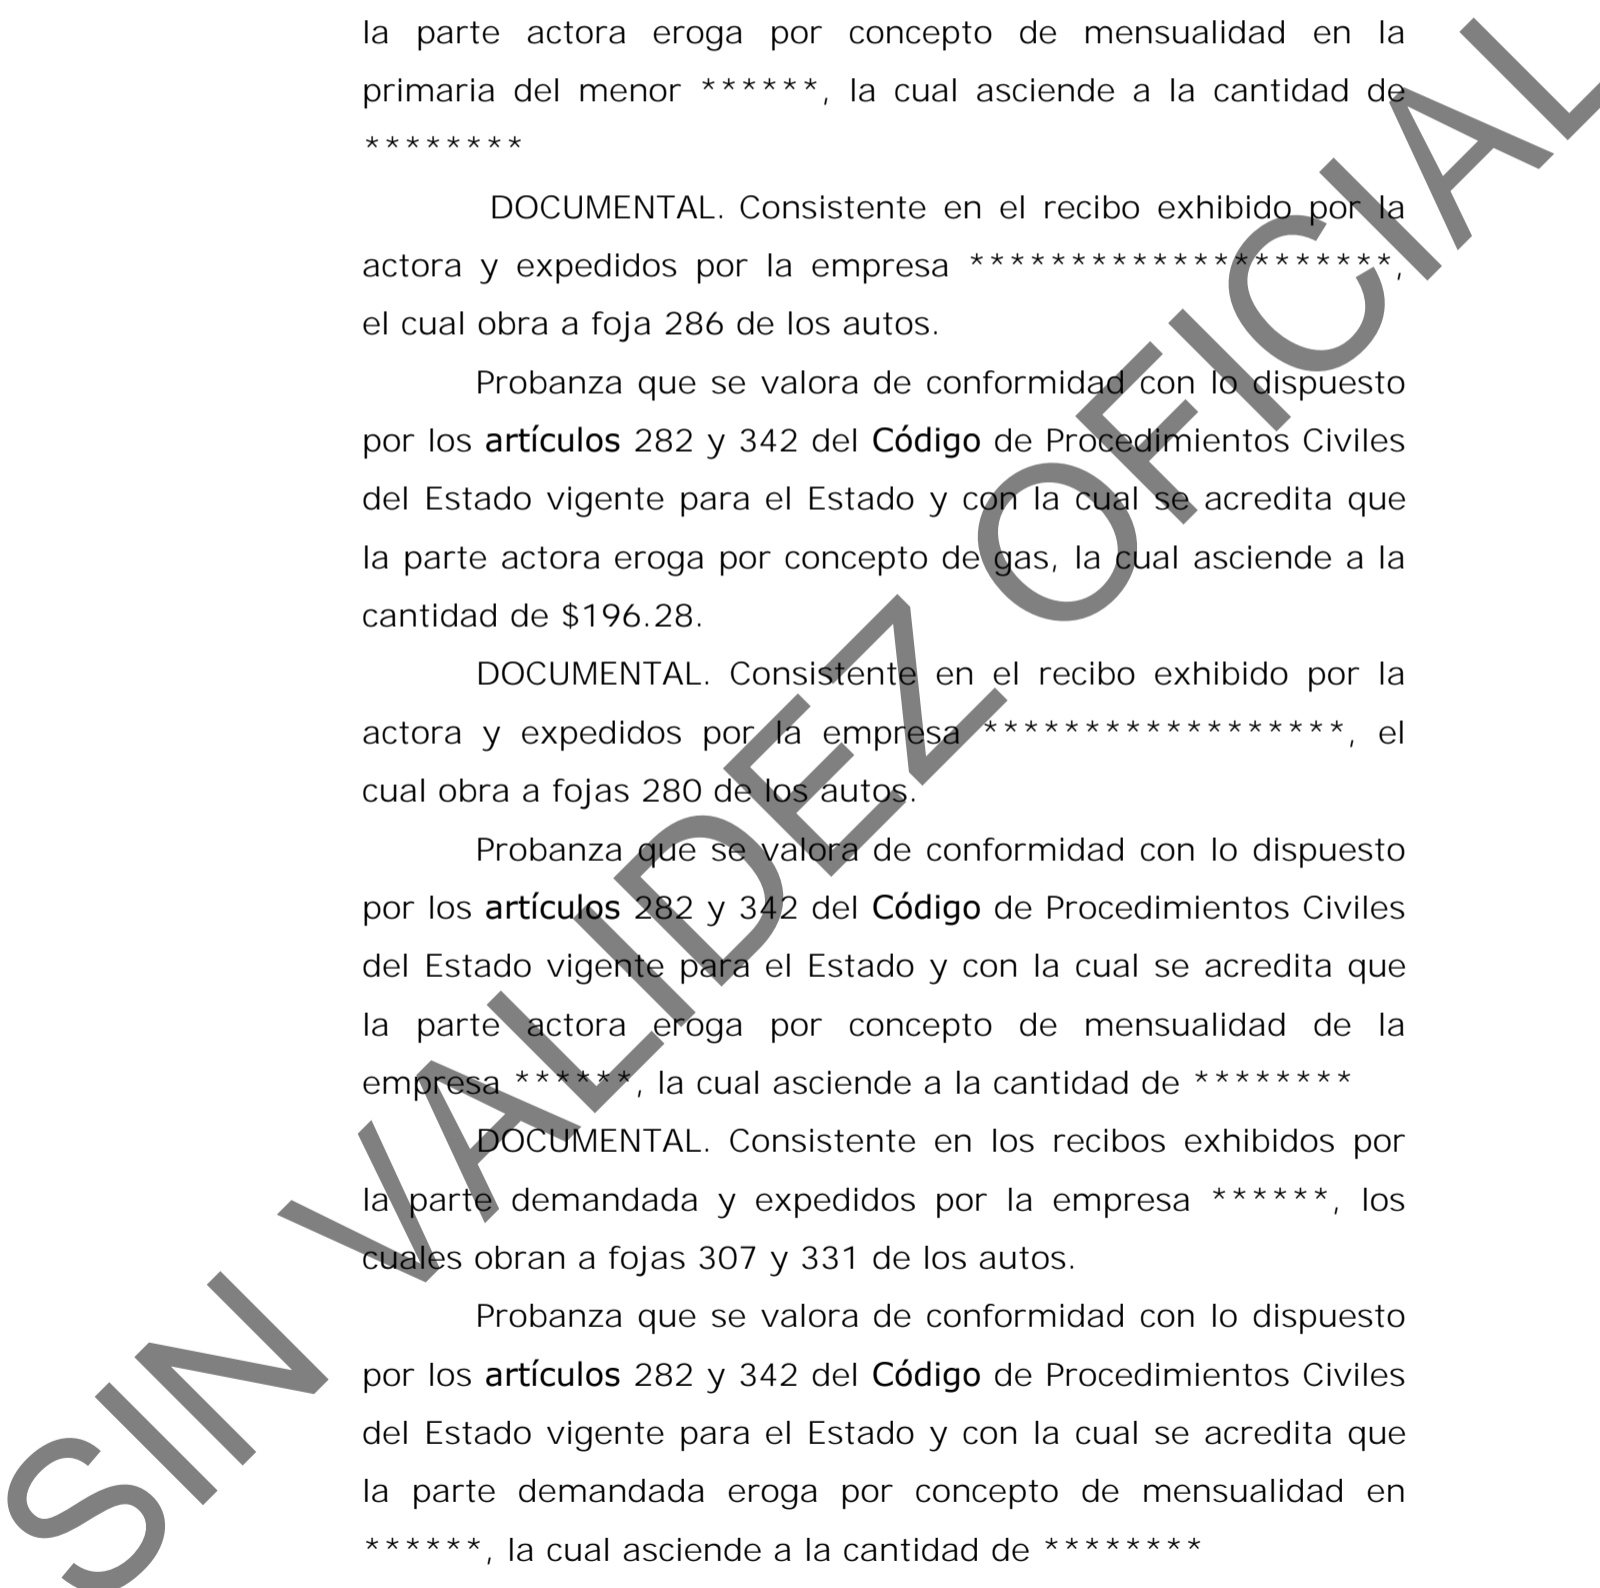 la parte actora eroga por concepto de mensualidad en la
primaria del menor ******, la cual asciende a la cantidad de
********
DOCUMENTAL. Consistente en el recibo exhibido por la
actora y expedidos por la empresa *********************,
el cual obra a foja 286 de los autos.
Probanza que se valora de conformidad con lo dispuesto
por los artículos 282 y 342 del Código de Procedimientos Civiles
del Estado vigente para el Estado y con la cual se acredita que
la parte actora eroga por concepto de gas, la cual asciende a la
cantidad de $196.28.
DOCUMENTAL. Consistente en el recibo exhibido por la
actora y expedidos por la empresa ******************, el
cual obra a fojas 280 de los autos.
Probanza que se valora de conformidad con lo dispuesto
por los artículos 282 y 342 del Código de Procedimientos Civiles
del Estado vigente para el Estado y con la cual se acredita que
la parte actora eroga por concepto de mensualidad de la
empresa ******, la cual asciende a la cantidad de ********
DOCUMENTAL. Consistente en los recibos exhibidos por
la parte demandada y expedidos por la empresa ******, los
cuales obran a fojas 307 y 331 de los autos.
Probanza que se valora de conformidad con lo dispuesto
por los artículos 282 y 342 del Código de Procedimientos Civiles
del Estado vigente para el Estado y con la cual se acredita que
la parte demandada eroga por concepto de mensualidad en
******, la cual asciende a la cantidad de ********
SIN VALIDEZ OFICIAL